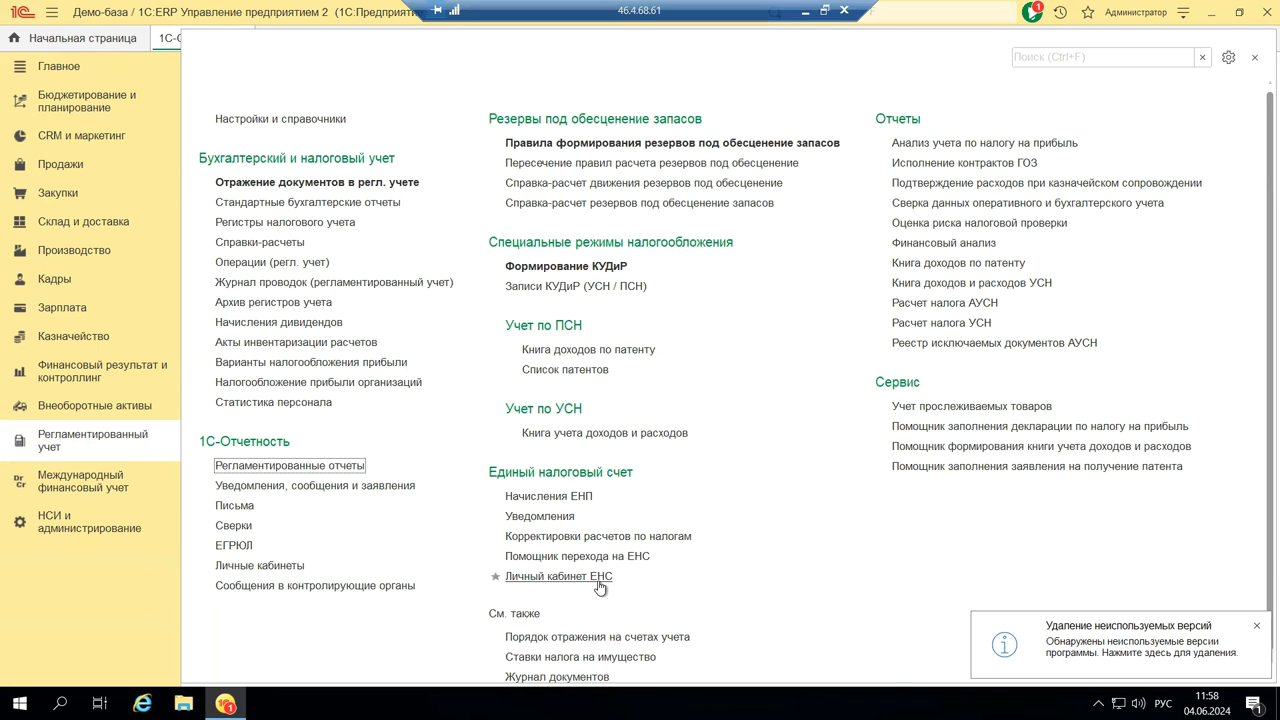 Демо-база / 1С:ERP Управление предприятием 2 (1С:Предприяти
46.4.68.61
1
Администратор
Начальная страница
1С-О
Главное
Бюджетирование и
планирование
CRM и маркетинг
Продажи
Закупки
Склад и доставка
Производство
Кадры
Зарплата
Казначейство
Финансовый результат и
контроллинг
Внеоборотные активы
Регламентированный
учет
Международный
финансовый учет
НСИ и
администрирование
Поиск (Ctrl+F)
Настройки и справочники
Бухгалтерский и налоговый учет
Отражение документов в регл. учете
Стандартные бухгалтерские отчеты
Регистры налогового учета
Справки-расчеты
Операции (регл. учет)
Журнал проводок (регламентированный учет)
Архив регистров учета
Начисления дивидендов
Акты инвентаризации расчетов
Варианты налогообложения прибыли
Налогообложение прибыли организаций
Статистика персонала
1С-Отчетность
Регламентированные отчеты
Уведомления, сообщения и заявления
Письма
Сверки
ЕГРЮЛ
Личные кабинеты
Сообщения в контролирующие органы
Резервы под обесценение запасов
Правила формирования резервов под обесценение запасов
Пересечение правил расчета резервов под обесценение
Справка-расчет движения резервов под обесценение
Справка-расчет резервов под обесценение запасов
Специальные режимы налогообложения
Формирование КУДиР
Записи КУДиР (УСН / ПСН)
Учет по ПСН
Книга доходов по патенту
Список патентов
Учет по УСН
Книга учета доходов и расходов
Единый налоговый счет
Начисления ЕНП
Уведомления
Корректировки расчетов по налогам
Помощник перехода на ЕНС
Личный кабинет ЕНС
См. также
Порядок отражения на счетах учета
Ставки налога на имущество
Журнал документов
Отчеты
Анализ учета по налогу на прибыль
Исполнение контрактов ГОЗ
Подтверждение расходов при казначейском сопровождении
Сверка данных оперативного и бухгалтерского учета
Оценка риска налоговой проверки
Финансовый анализ
Книга доходов по патенту
Книга доходов и расходов УСН
Расчет налога АУСН
Расчет налога УСН
Реестр исключаемых документов АУСН
Сервис
Учет прослеживаемых товаров
Помощник заполнения декларации по налогу на прибыль
Помощник формирования книги учета доходов и расходов
Помощник заполнения заявления на получение патента
Удаление неиспользуемых версий
Обнаружены неиспользуемые версии
программы. Нажмите здесь для удаления.
РУС
11:58
04.06.2024
1